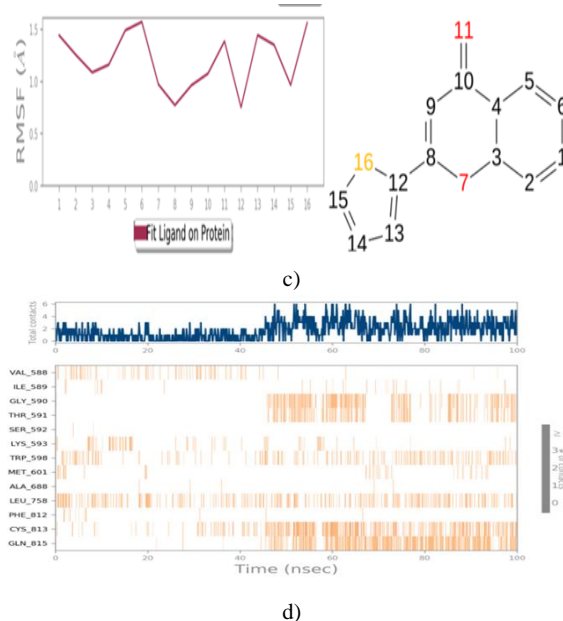 1.5
1.0
0.5
0.0
RMSF (Å)
1 2 3 4 5 6 7 8 9 10 11 12 13 14 15 16
Fit Ligand on Protein
11
10 5
9 4 6
16 8 3 1
12 7 2
15
14 13
c)
Total contacts
6
4
2
0
0 20 40 60 80 100
VAL_588
ILE_589
GLY_590
THR_591
SER_592
LYS_593
TRP_598
MET_601
ALA_688
LEU_758
PHE_812
CYS_813
GLN_815
0 20 40 60 80 100
Time (nsec)
3
2
1
0
d)